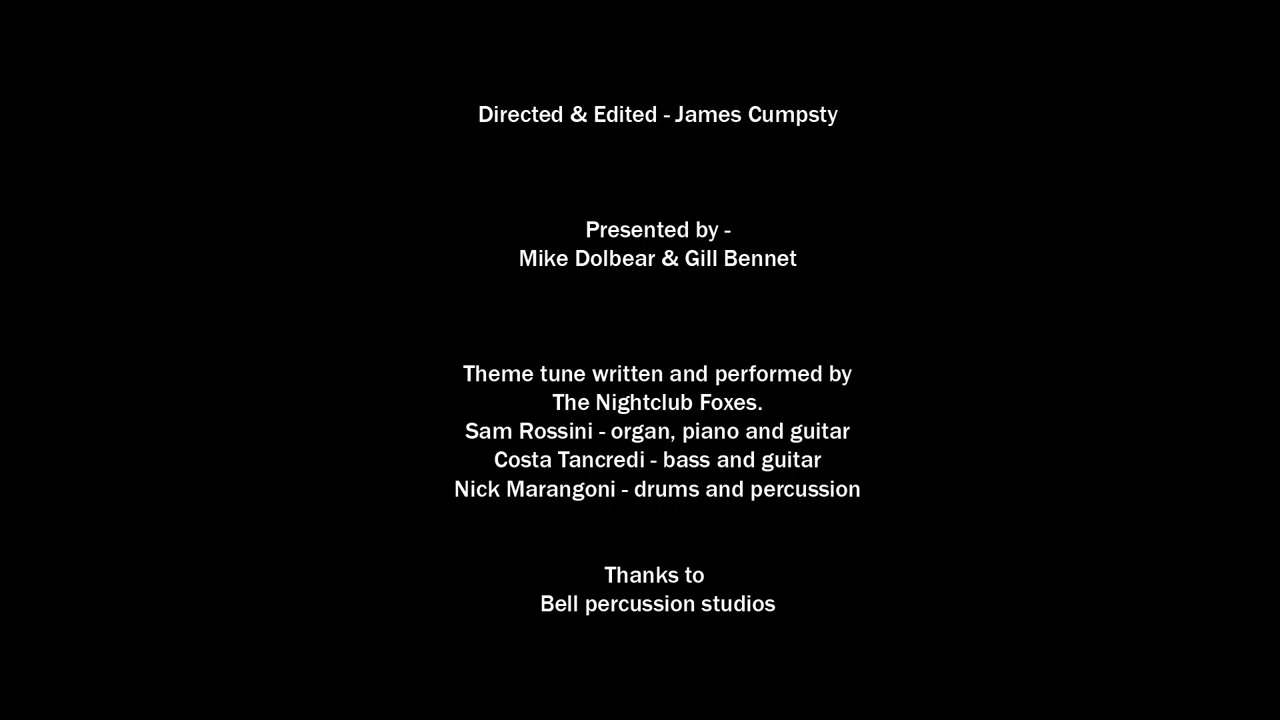 Directed & Edited - James Cumpsty
Presented by -
Mike Dolbear & Gill Bennet
Theme tune written and performed by
The Nightclub Foxes.
Sam Rossini - organ, piano and guitar
Costa Tancredi - bass and guitar
Nick Marangoni - drums and percussion
Thanks to
Bell percussion studios